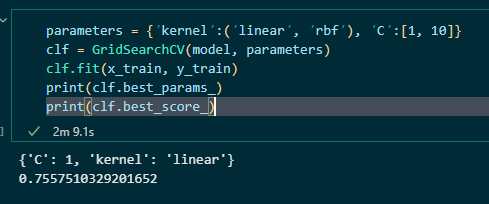 parameters = {'kernel':('linear', 'rbf'), 'C':[1, 10]}
clf = GridSearchCV(model, parameters)
clf.fit(x_train, y_train)
print(clf.best_params_)
print(clf.best_score_)
] ✓ 2m 9.1s
{'C': 1, 'kernel': 'linear'}
0.7557510329201652